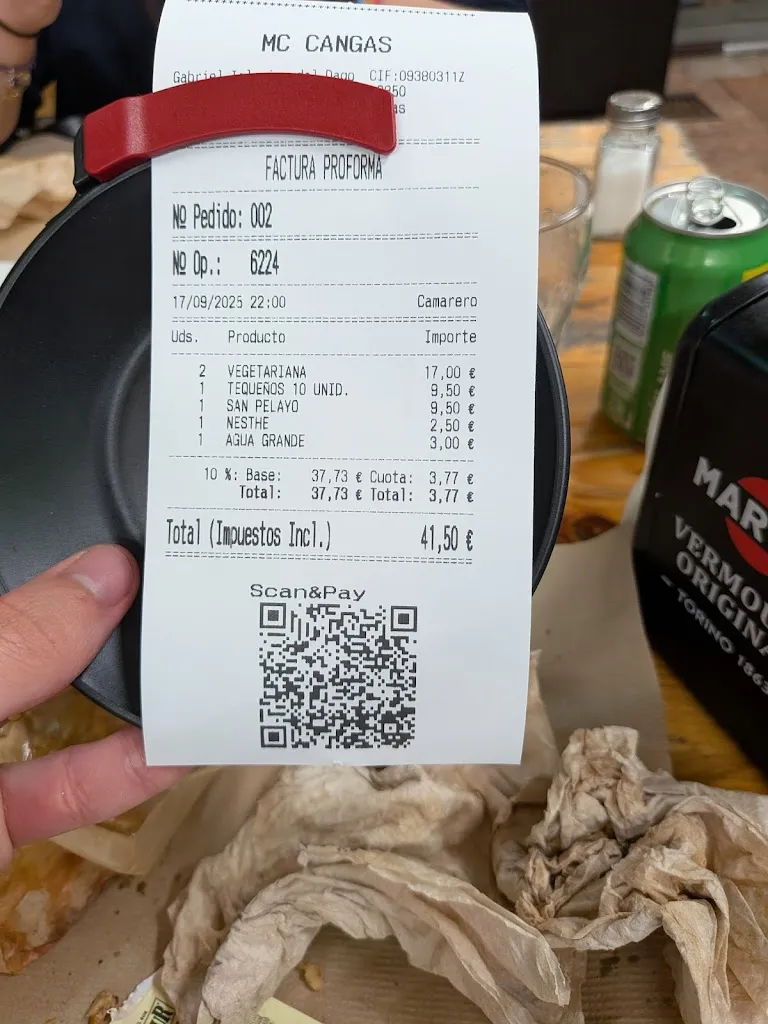 MC CANGAS
Gabriel CIF:09380311Z
FACTURA PROFORMA
Nº Pedido: 002
Nº Op.: 6224
17/09/2025 22:00 Camarero
Uds. Producto Importe
2 VEGETARIANA 17,00 €
1 TEQUEÑOS 10 UNID. 9,50 €
1 SAN PELAYO 9,50 €
1 NESTHE 2,50 €
1 AGUA GRANDE 3,00 €
10 %: Base: 37,73 € Cuota: 3,77 €
Total: 37,73 € Total: 3,77 €
Total (Impuestos Incl.) 41,50 €
Scan&Pay
MAR
VERMOU
ORIGINA
TORINO 1863